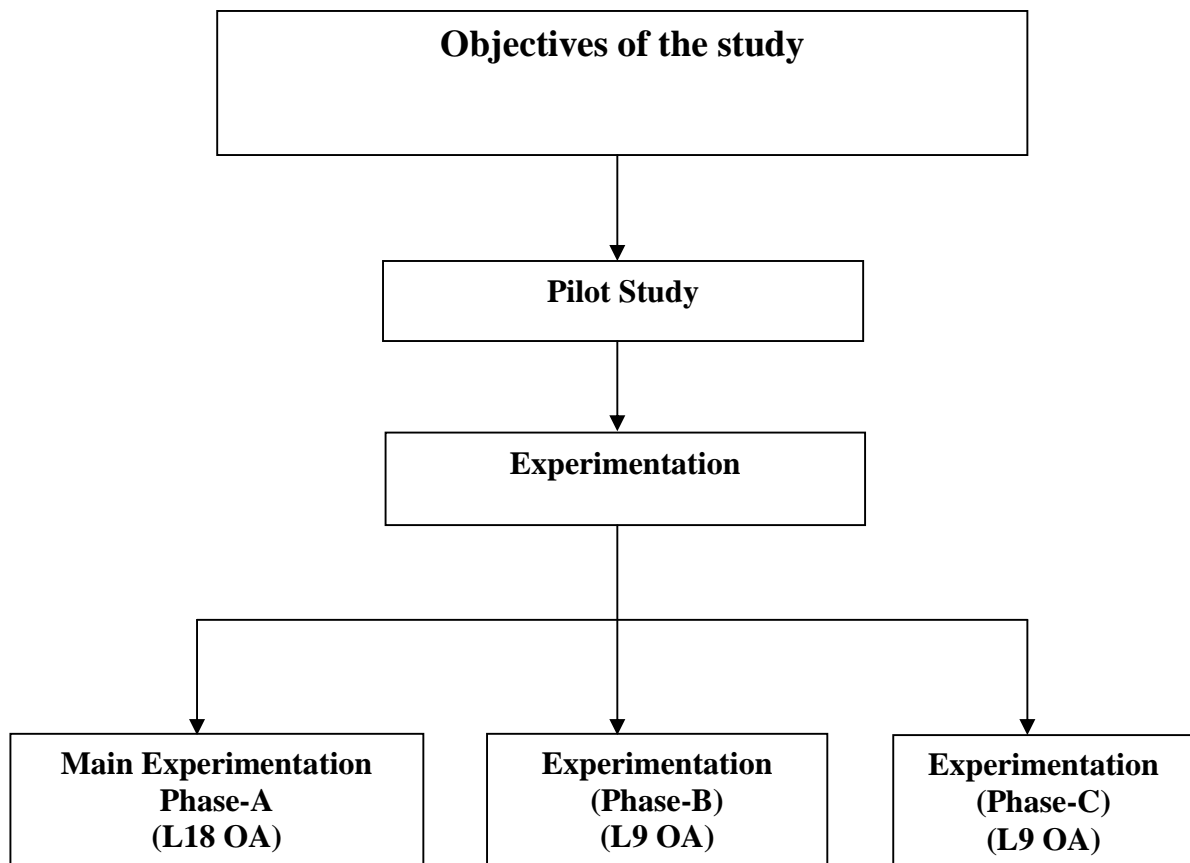 Objectives of the study
Pilot Study
Experimentation
Main Experimentation
Phase-A
(L18 OA)
Experimentation
(Phase-B)
(L9 OA)
Experimentation
(Phase-C)
(L9 OA)